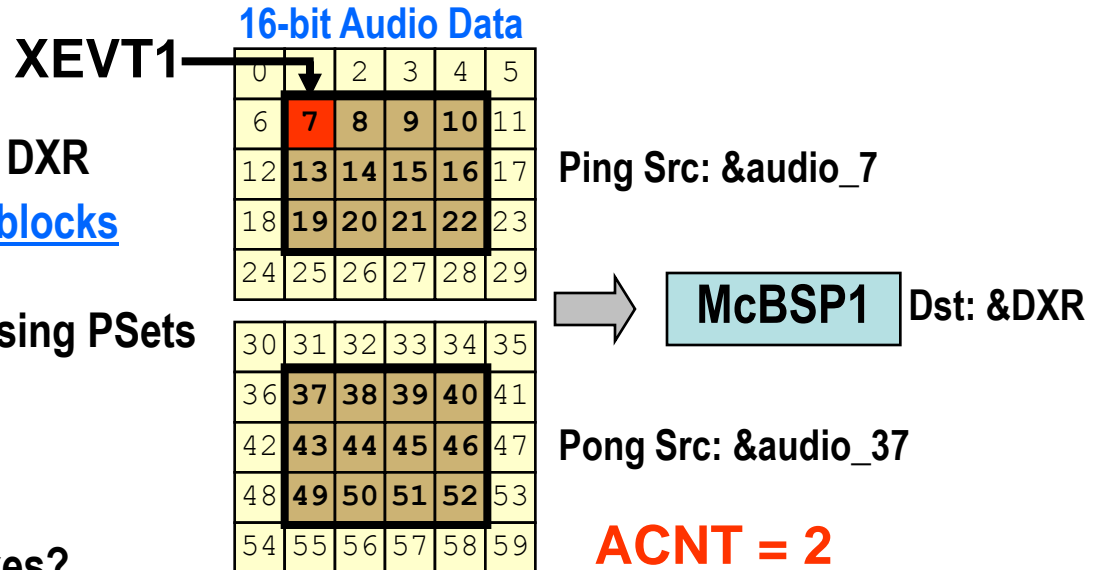 16-bit Audio Data
XEVT1
0 2 3 4 5
6 7 8 9 10 11
DXR
12 13 14 15 16 17
Ping Src: &audio_7
blocks
18 19 20 21 22 23
24 25 26 27 28 29
McBSP1
Dst: &DXR
sing PSets
30 31 32 33 34 35
36 37 38 39 40 41
42 43 44 45 46 47
Pong Src: &audio_37
48 49 50 51 52 53
54 55 56 57 58 59
ACNT = 2